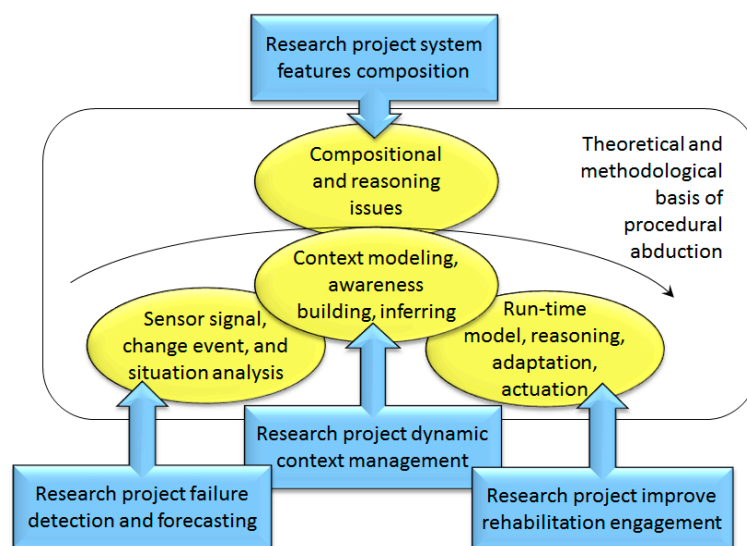 Research project system
features composition
Compositional
and reasoning
issues
Theoretical and
methodological
basis of
procedural
abduction
Context modeling,
awareness
building, inferring
Sensor signal,
change event, and
situation analysis
Run-time
model, reasoning,
adaptation,
actuation
Research project dynamic
context management
Research project failure
detection and forecasting
Research project improve
rehabilitation engagement